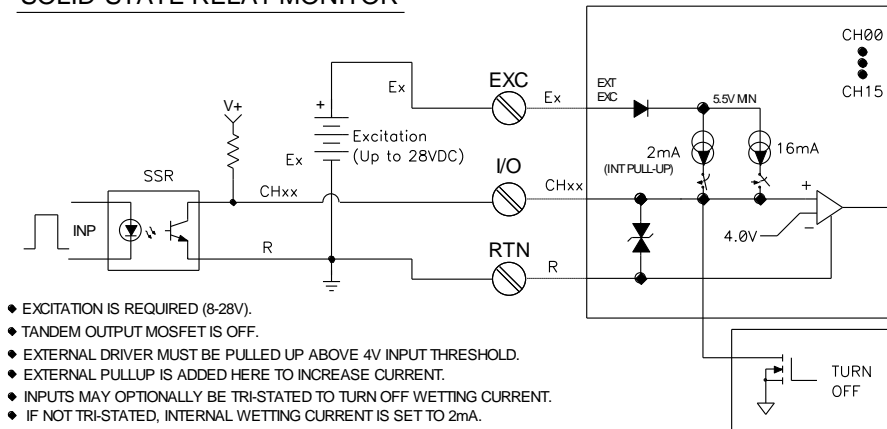 SOLID-STATE RELAY MONITOR
CHØØ
CH15
EXC
Ex
Ex
EXT
EXC
5.5V MIN
V+
+
Excitation
(Up to 28VDC)
Ex
2mA
(INT PULL-UP)
16mA
SSR
I/O
CHxx
CHxx
+
INP
4.0V
−
R
RTN
R
EXCITATION IS REQUIRED (8-28V).
TANDEM OUTPUT MOSFET IS OFF.
EXTERNAL DRIVER MUST BE PULLED UP ABOVE 4V INPUT THRESHOLD.
EXTERNAL PULLUP IS ADDED HERE TO INCREASE CURRENT.
INPUTS MAY OPTIONALLY BE TRI-STATED TO TURN OFF WETTING CURRENT.
IF NOT TRI-STATED, INTERNAL WETTING CURRENT IS SET TO 2mA.
TURN
OFF